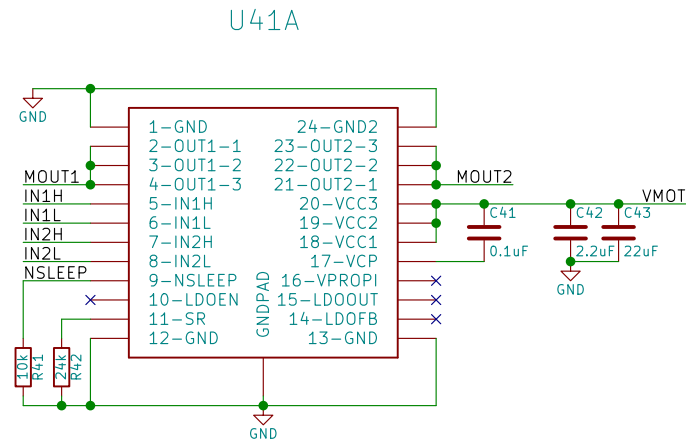 U41A
GND
1-GND 24-GND2
2-OUT1-1 23-OUT2-3
3-OUT1-2 22-OUT2-2
MOUT1 4-OUT1-3 21-OUT2-1 MOUT2
IN1H 5-IN1H 20-VCC3 VMOT
IN1L 6-IN1L 19-VCC2 C41 C42 C43
IN2H 7-IN2H 18-VCC1 0.1uF 2.2uF 22uF
IN2L 8-IN2L 17-VCP
NSLEEP 9-NSLEEP 16-VPROPI
10-LDOEN 15-LDOOUT GND
11-SR 14-LDOFB
12-GND GNDPAD 13-GND
10k R41 24k R42
GND